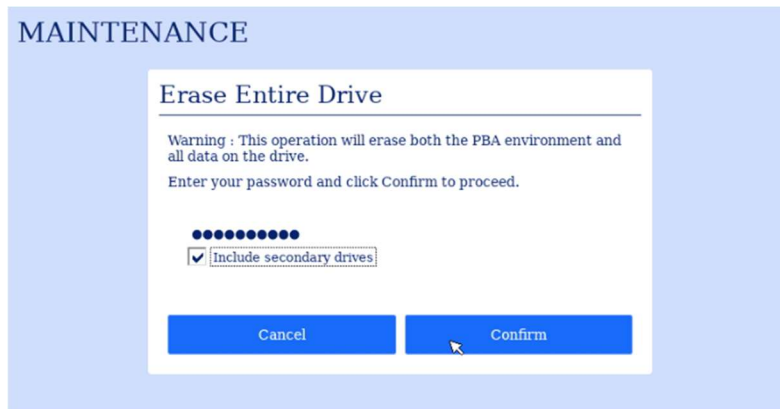 MAINTENANCE
Erase Entire Drive
Warning : This operation will erase both the PBA environment and
all data on the drive.
Enter your password and click Confirm to proceed.
●●●●●●●●●●
Include secondary drives
Cancel
Confirm